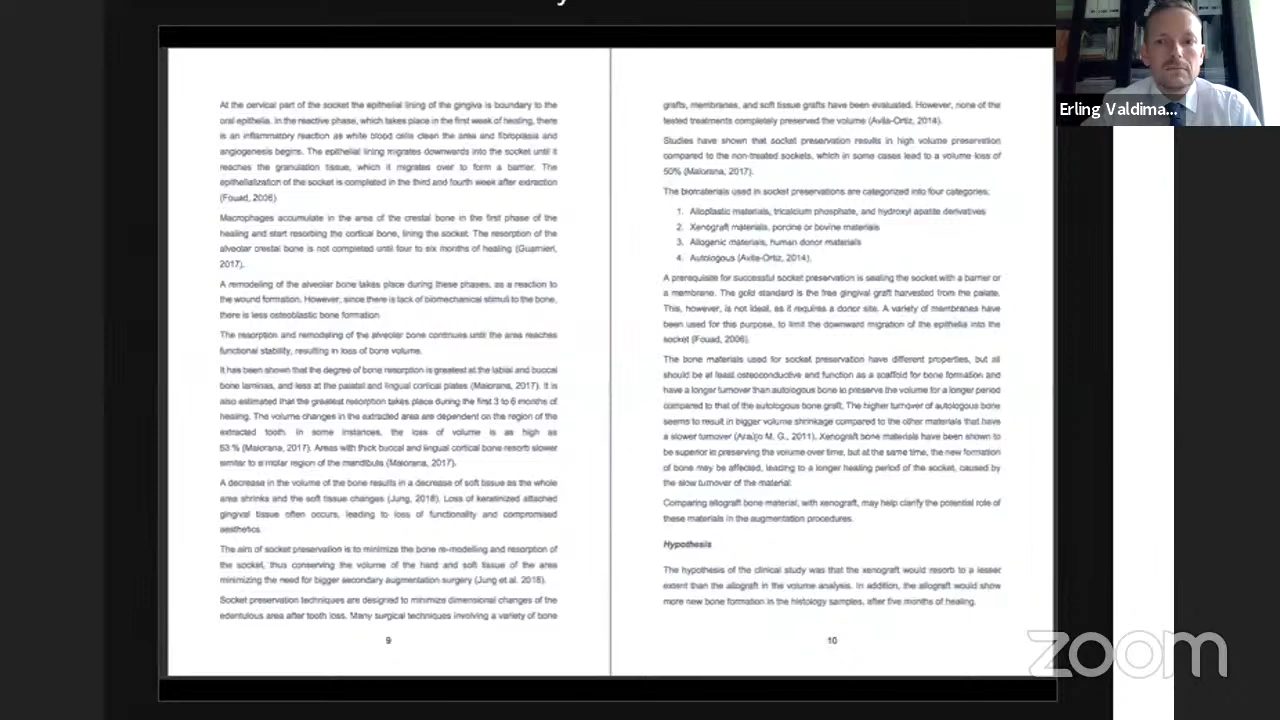 At the cervical part of the socket the epithelial lining of the gingiva is boundary to the
oral epithelia. In the reactive phase, which takes place in the first week of healing, there
is an inflammatory reaction as white blood cells clean the area and fibroplasia and
angiogenesis begins. The epithelial lining migrates downwards into the socket until it
reaches the granulation tissue, which it migrates over to form a barrier. The
epithelialization of the socket is completed in the third and fourth week after extraction
(Fouad, 2006)
Macrophages accumulate in the area of the crestal bone in the first phase of the
healing and start resorbing the cortical bone, lining the socket. The resorption of the
alveolar crestal bone is not completed until four to six months of healing (Guarnieri,
2017).
A remodeling of the alveolar bone takes place during these phases, as a reaction to
the wound formation. However, since there is lack of biomechanical stimuli to the bone,
there is less osteoblastic bone formation
The resorption and remodeling of the alveolar bone continues until the area reaches
functional stability, resulting in loss of bone volume.
It has been shown that the degree of bone resorption is greatest at the labial and buccal
bone laminas, and less at the palatal and lingual cortical plates (Maiorana, 2017). It is
also estimated that the greatest resorption takes place during the first 3 to 6 months of
healing. The volume changes in the extracted area are dependent on the region of the
extracted tooth. In some instances, the loss of volume is as high as
63 % (Maiorana, 2017). Areas with thick buccal and lingual cortical bone resorb slower
similar to a molar region of the mandibula (Maiorana, 2017).
A decrease in the volume of the bone results in a decrease of soft tissue as the whole
area shrinks and the soft tissue changes (Jung, 2018). Loss of keratinized attached
gingival tissue often occurs, leading to loss of functionality and compromised
aesthetics.
The aim of socket preservation is to minimize the bone re-modelling and resorption of
the socket, thus conserving the volume of the hard and soft tissue of the area
minimizing the need for bigger secondary augmentation surgery (Jung et al. 2018).
Socket preservation techniques are designed to minimize dimensional changes of the
edentulous area after tooth loss. Many surgical techniques involving a variety of bone
9
grafts, membranes, and soft tissue grafts have been evaluated. However, none of the
tested treatments completely preserved the volume (Avila-Ortiz, 2014).
Studies have shown that socket preservation results in high volume preservation
compared to the non-treated sockets, which in some cases lead to a volume loss of
50% (Maiorana, 2017).
The biomaterials used in socket preservations are categorized into four categories;
1. Alloplastic materials, tricalcium phosphate, and hydroxyl apatite derivatives
2. Xenograft materials, porcine or bovine materials
3. Allogenic materials, human donor materials
4. Autologous (Avila-Ortiz, 2014).
A prerequisite for successful socket preservation is sealing the socket with a barrier or
a membrane. The gold standard is the free gingival graft harvested from the palate.
This, however, is not ideal, as it requires a donor site. A variety of membranes have
been used for this purpose, to limit the downward migration of the epithelia into the
socket (Fouad, 2006).
The bone materials used for socket preservation have different properties, but all
should be at least osteoconductive and function as a scaffold for bone formation and
have a longer turnover than autologous bone to preserve the volume for a longer period
compared to that of the autologous bone graft. The higher turnover of autologous bone
seems to result in bigger volume shrinkage compared to the other materials that have
a slower turnover (Araújo M. G., 2011). Xenograft bone materials have been shown to
be superior in preserving the volume over time, but at the same time, the new formation
of bone may be affected, leading to a longer healing period of the socket, caused by
the slow turnover of the material.
Comparing allograft bone material, with xenograft, may help clarify the potential role of
these materials in the augmentation procedures.
Hypothesis
The hypothesis of the clinical study was that the xenograft would resorb to a lesser
extent than the allograft in the volume analysis. In addition, the allograft would show
more new bone formation in the histology samples, after five months of healing.
10
Erling Valdima...
zoom